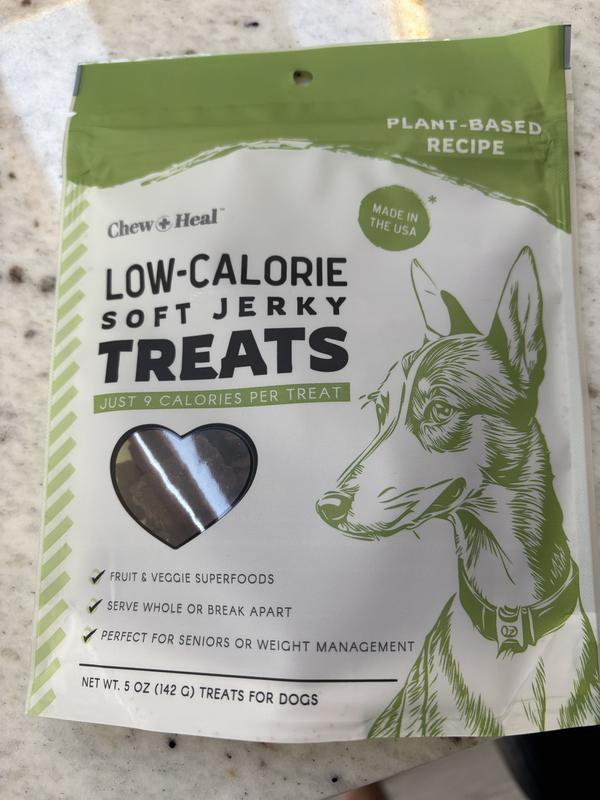 PLANT-BASED
RECIPE
MADE IN
THE USA*
Chew Heal™
LOW-CALORIE
SOFT JERKY
TREATS
JUST 9 CALORIES PER TREAT
✓ FRUIT & VEGGIE SUPERFOODS
✓ SERVE WHOLE OR BREAK APART
✓ PERFECT FOR SENIORS OR WEIGHT MANAGEMENT
NET WT. 5 OZ (142 G) TREATS FOR DOGS